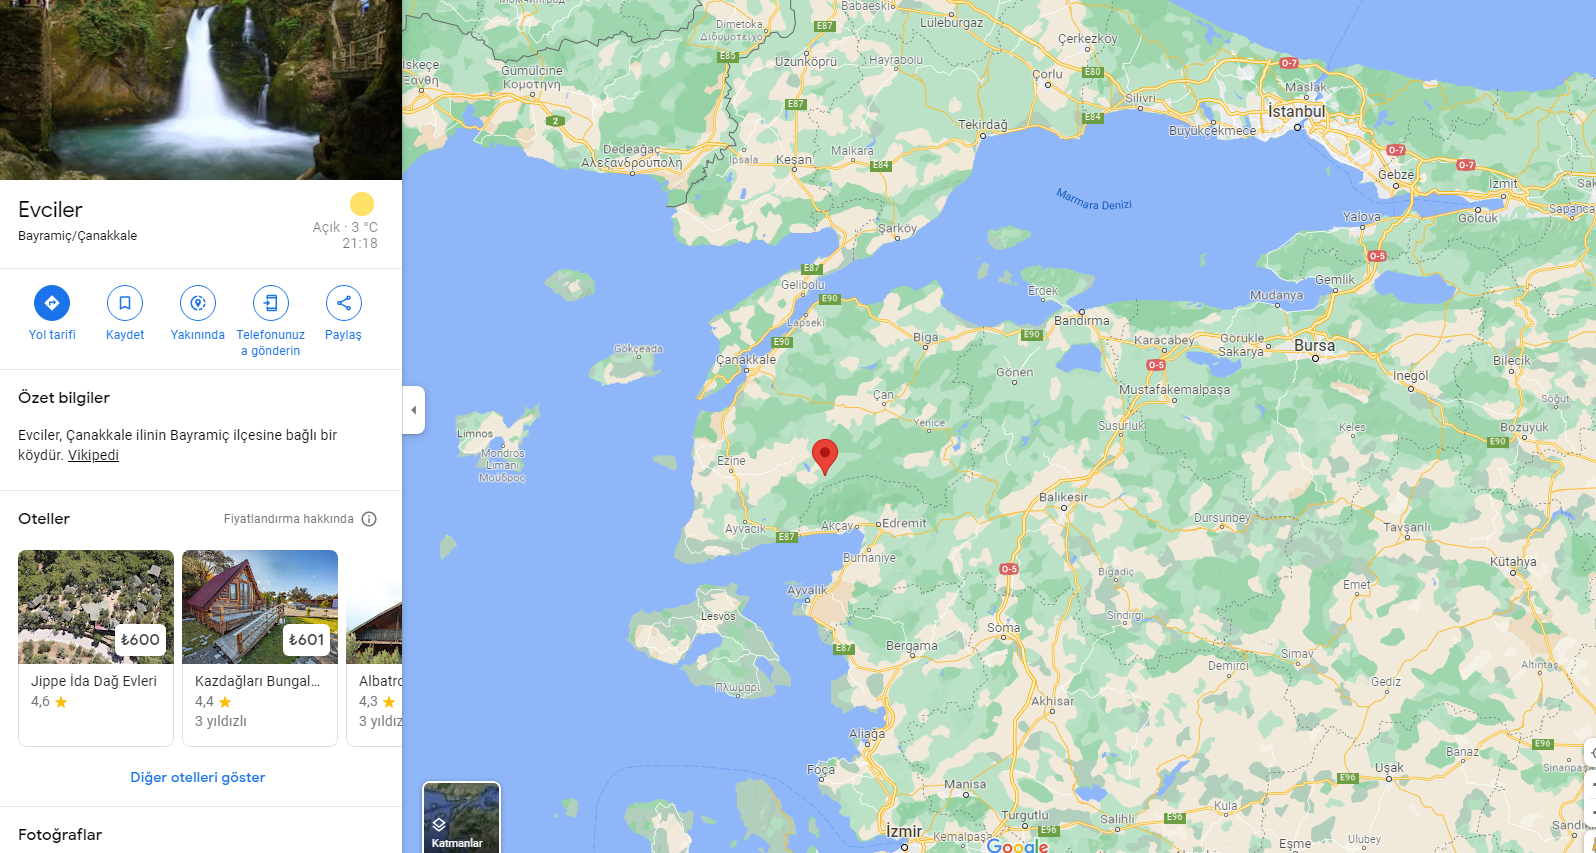 Evciler
Bayramiç/Çanakkale
Açık · 3 °C
21:18
Yol tarifi
Kaydet
Yakınında
Telefonunuz
a gönderin
Paylaş
Özet bilgiler
Evciler, Çanakkale ilinin Bayramiç ilçesine bağlı bir
köydür. Vikipedi
Oteller
Fiyatlandırma hakkında
₺600
₺601
Jippe İda Dağ Evleri
4,6
Kazdağları Bungal...
4,4
3 yıldızlı
Albatro
4,3
3 yıldız
Diğer otelleri göster
Fotoğraflar
Katmanlar
Babaeski
E87
Lüleburgaz
Dimetoka
Διδυμότειχο
E85
Uzunköprü
Hayrabolu
Çerkezköy
Çorlu
E80
O-7
Maslak
İskeçe
Ξάνθη
Gümülcine
Κομοτηνή
2
E87
Silivri
E84
Büyükçekmece
İstanbul
Tekirdağ
Dedeağaç
Αλεξανδρούπολη
İpsala
Keşan
Malkara
E84
O-7
O-7
Gebze
İzmit
Sapanca
Marmara Denizi
Yalova
Gölcük
Şarköy
O-5
E87
Gelibolu
E90
Lapseki
Erdek
Bandırma
Mudanya
Gemlik
E90
Gökçeada
E90
Çanakkale
Biga
Karacabey
Görükle
Sakarya
Bursa
O-5
Gönen
Mustafakemalpaşa
İnegöl
Bilecik
Söğüt
Çan
Yenice
Susurluk
Keles
Bozüyük
E90
Limnos
Mondros
Limanı
Μούδρος
Ezine
Balıkesir
Ayvacık
Akçay
Edremit
E87
Burhaniye
Dursunbey
Tavşanlı
Kütahya
O-5
Bigadiç
Emet
Ayvalık
Lesvos
Sındırgı
Soma
E87
Bergama
Simav
Demirci
Altıntaş
Πλωμάρι
Gediz
Akhisar
Aliağa
Foça
Banaz
E96
Sinanpaşa
Uşak
E96
Manisa
Kula
Turgutlu
Salihli
E96
E96
İzmir
Kemalpaşa
Google
Eşme
Ulubey
Sandık